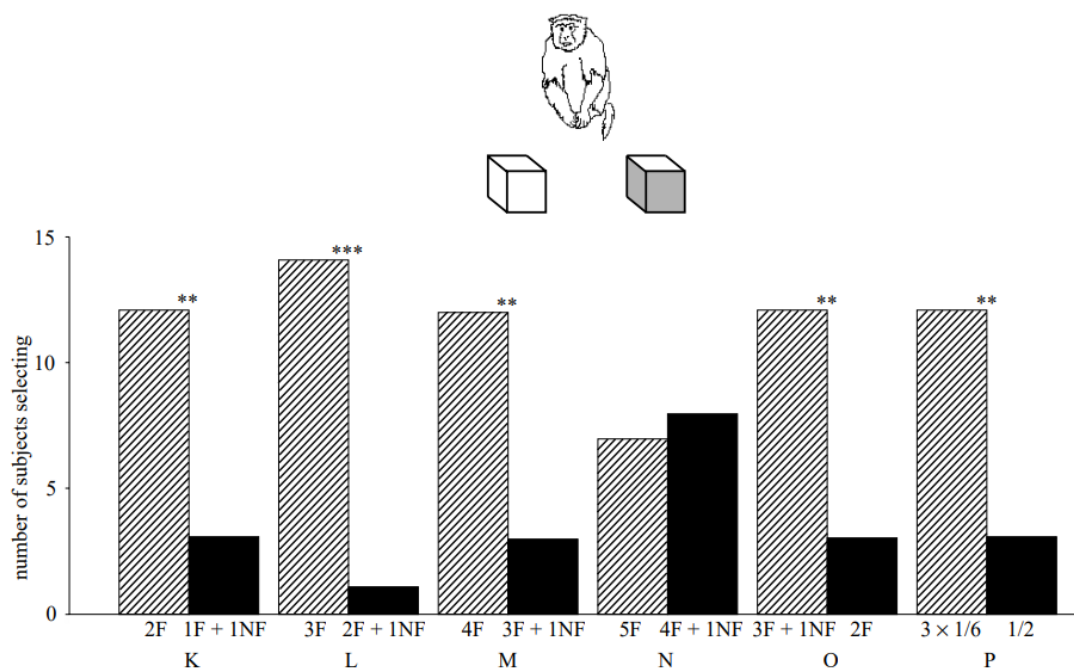 number of subjects selecting
15
10
5
0
** *** ** ** **
2F 1F + 1NF 3F 2F + 1NF 4F 3F + 1NF 5F 4F + 1NF 3F + 1NF 2F 3 × 1/6 1/2
K L M N O P